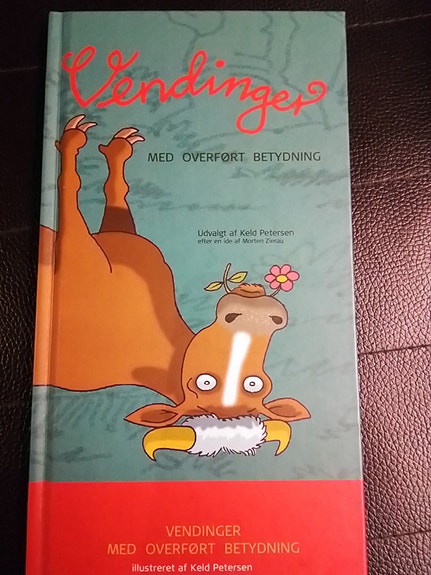 Vendinger
MED OVERFØRT BETYDNING
Udvalgt af Keld Petersen
efter en ide af Morten Zierau
VENDINGER
MED OVERFØRT BETYDNING
illustreret af Keld Petersen